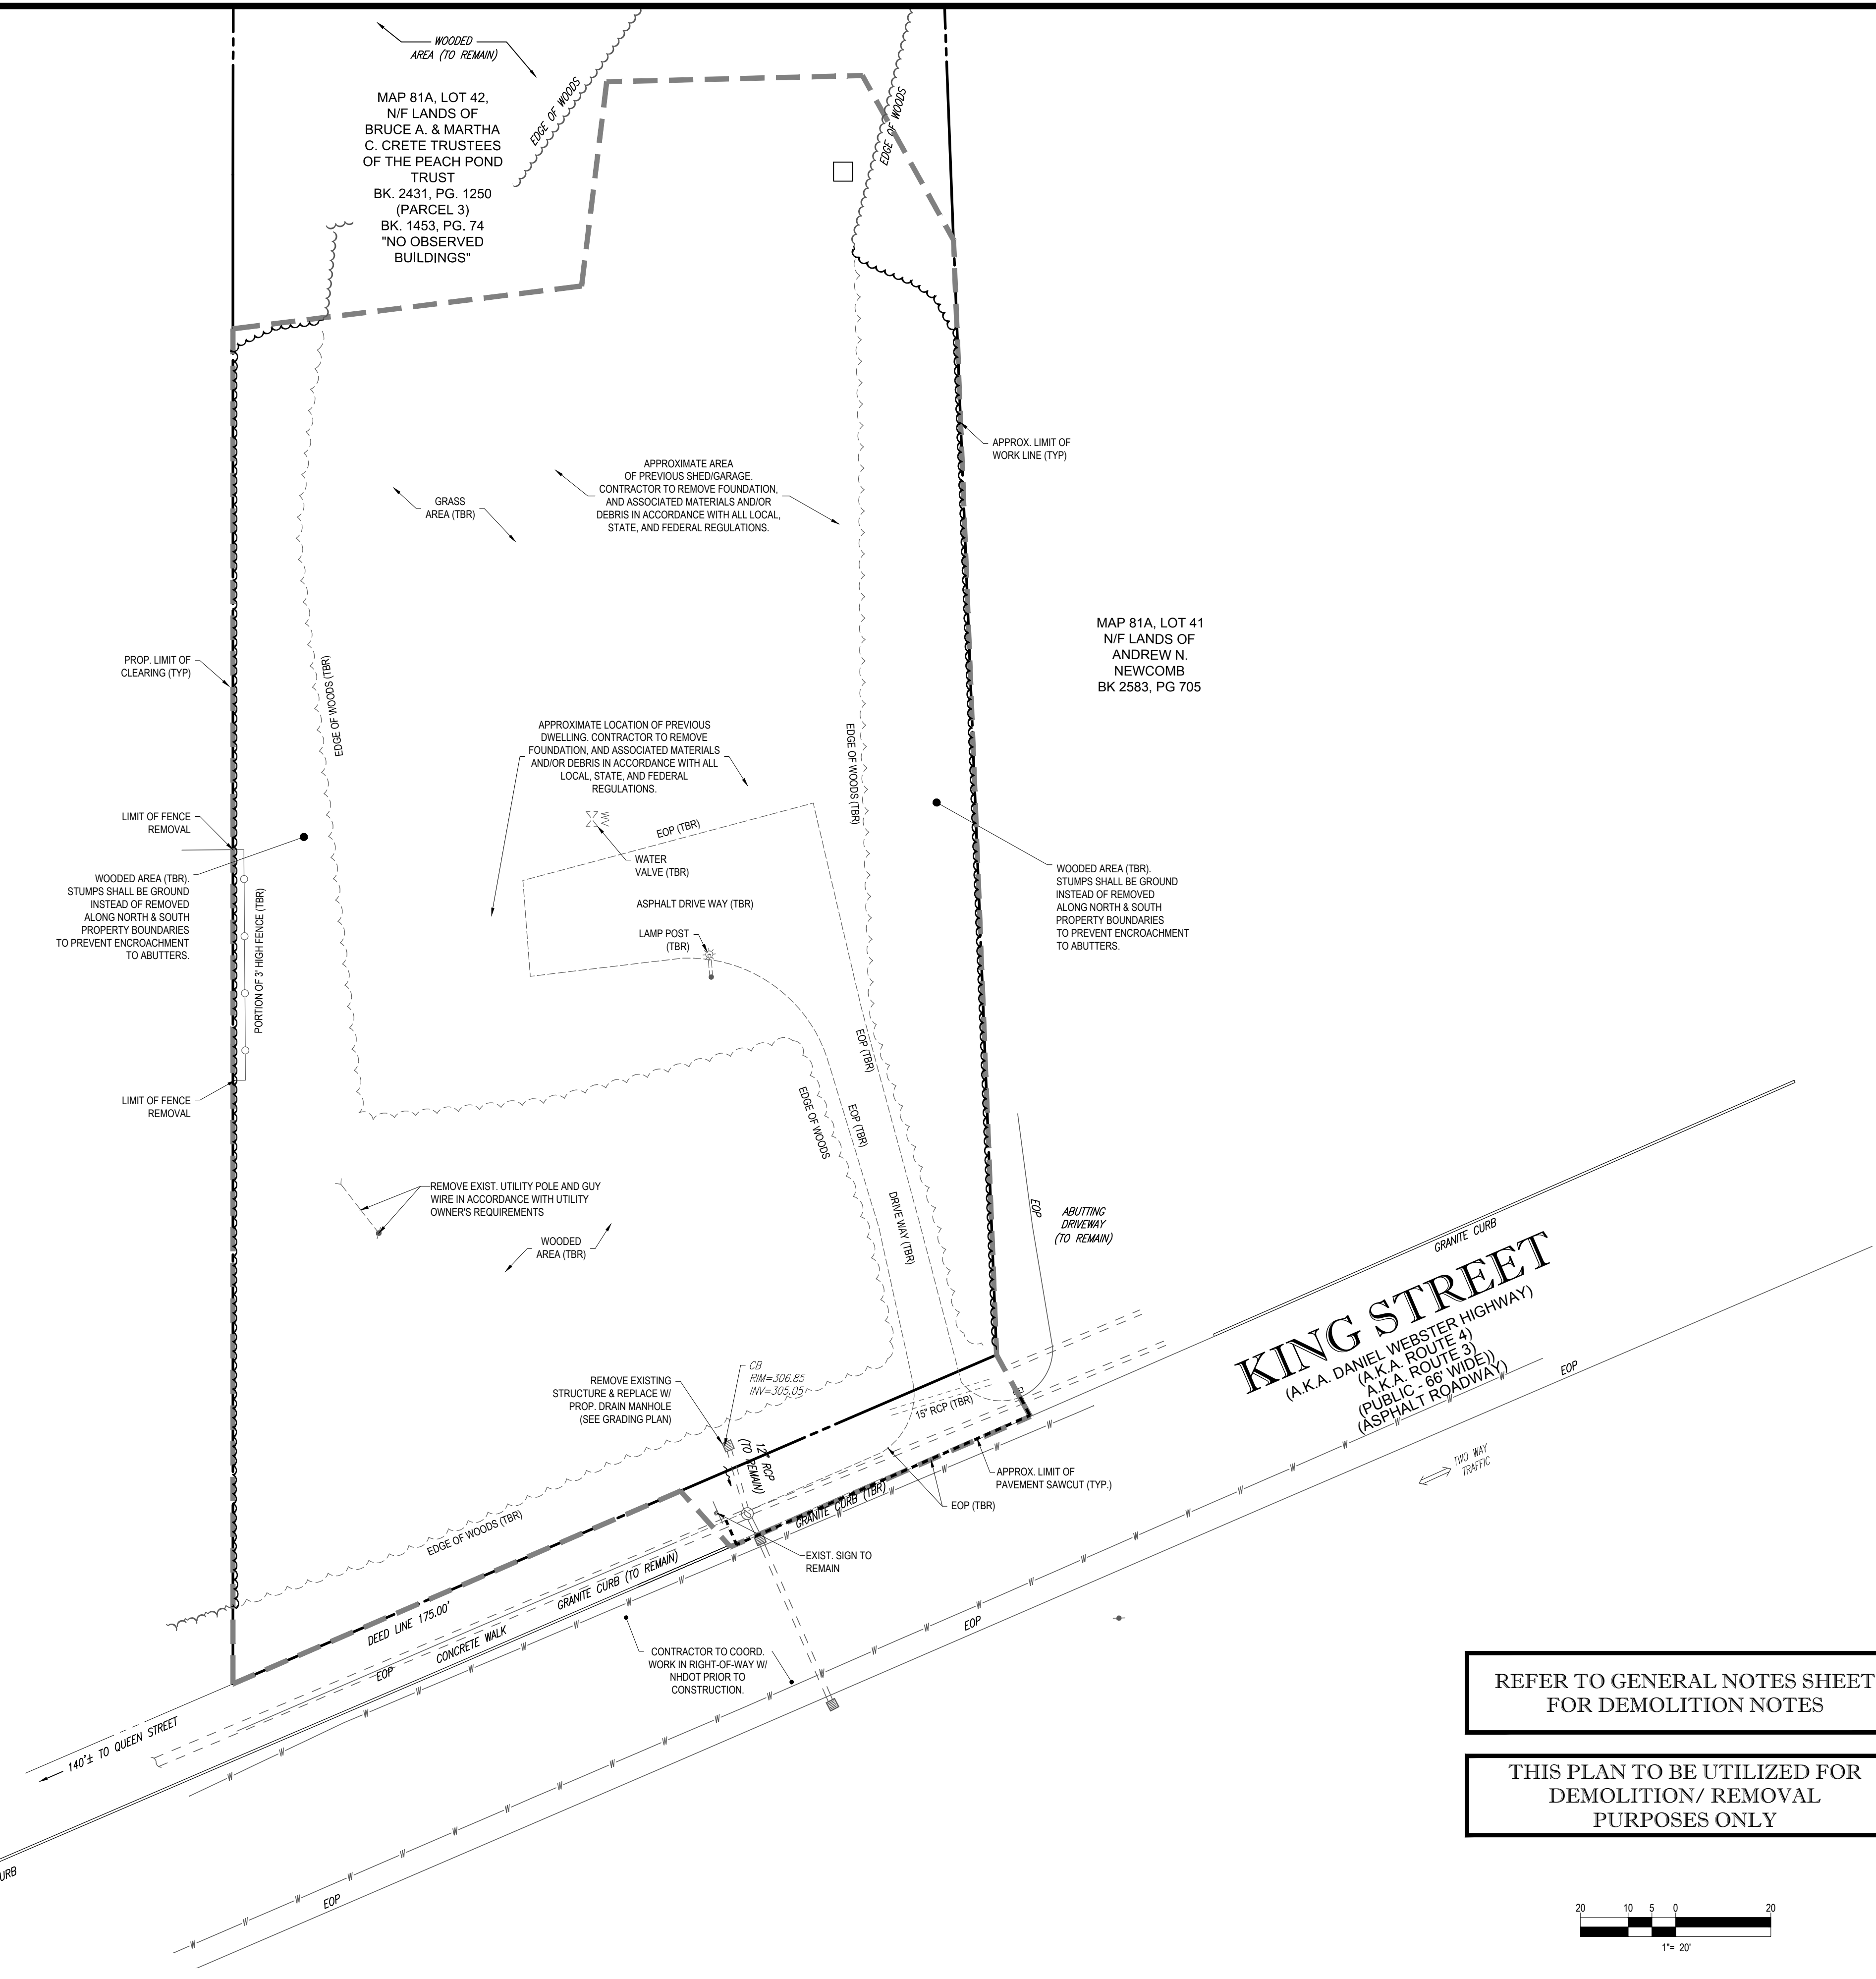 WOODED
AREA (TO REMAIN)
EDGE OF WOODS
EDGE OF WOODS
MAP 81A, LOT 42,
N/F LANDS OF
BRUCE A. & MARTHA
C. CRETE TRUSTEES
OF THE PEACH POND
TRUST
BK. 2431, PG. 1250
(PARCEL 3)
BK. 1453, PG. 74
"NO OBSERVED
BUILDINGS"
APPROX. LIMIT OF
WORK LINE (TYP)
APPROXIMATE AREA
OF PREVIOUS SHED/GARAGE.
CONTRACTOR TO REMOVE FOUNDATION,
AND ASSOCIATED MATERIALS AND/OR
DEBRIS IN ACCORDANCE WITH ALL LOCAL,
STATE, AND FEDERAL REGULATIONS.
GRASS
AREA (TBR)
MAP 81A, LOT 41
N/F LANDS OF
ANDREW N.
NEWCOMB
BK 2583, PG 705
PROP. LIMIT OF
CLEARING (TYP)
EDGE OF WOODS (TBR)
EDGE OF WOODS (TBR)
APPROXIMATE LOCATION OF PREVIOUS
DWELLING. CONTRACTOR TO REMOVE
FOUNDATION, AND ASSOCIATED MATERIALS
AND/OR DEBRIS IN ACCORDANCE WITH ALL
LOCAL, STATE, AND FEDERAL
REGULATIONS.
LIMIT OF FENCE
REMOVAL
WV
EOP (TBR)
WATER
VALVE (TBR)
WOODED AREA (TBR).
STUMPS SHALL BE GROUND
INSTEAD OF REMOVED
ALONG NORTH & SOUTH
PROPERTY BOUNDARIES
TO PREVENT ENCROACHMENT
TO ABUTTERS.
PORTION OF 3' HIGH FENCE (TBR)
ASPHALT DRIVE WAY (TBR)
LAMP POST
(TBR)
WOODED AREA (TBR).
STUMPS SHALL BE GROUND
INSTEAD OF REMOVED
ALONG NORTH & SOUTH
PROPERTY BOUNDARIES
TO PREVENT ENCROACHMENT
TO ABUTTERS.
LIMIT OF FENCE
REMOVAL
EOP (TBR)
EDGE OF WOODS
EOP (TBR)
DRIVE WAY (TBR)
REMOVE EXIST. UTILITY POLE AND GUY
WIRE IN ACCORDANCE WITH UTILITY
OWNER'S REQUIREMENTS
WOODED
AREA (TBR)
EOP
ABUTTING
DRIVEWAY
(TO REMAIN)
GRANITE CURB
KING STREET
(A.K.A. DANIEL WEBSTER HIGHWAY)
(A.K.A. ROUTE 4)
A.K.A. ROUTE 3)
(PUBLIC - 66' WIDE))
(ASPHALT ROADWAY)
EOP
CB
RIM=306.85
INV=305.05
REMOVE EXISTING
STRUCTURE & REPLACE W/
PROP. DRAIN MANHOLE
(SEE GRADING PLAN)
12" RCP
(TO REMAIN)
15" RCP (TBR)
TWO WAY
TRAFFIC
APPROX. LIMIT OF
PAVEMENT SAWCUT (TYP.)
EOP (TBR)
GRANITE CURB (TBR)
EDGE OF WOODS (TBR)
EXIST. SIGN TO
REMAIN
GRANITE CURB (TO REMAIN)
DEED LINE 175.00'
CONCRETE WALK
EOP
EOP
CONTRACTOR TO COORD.
WORK IN RIGHT-OF-WAY W/
NHDOT PRIOR TO
CONSTRUCTION.
140'± TO QUEEN STREET
URB
EOP
REFER TO GENERAL NOTES SHEET
FOR DEMOLITION NOTES
THIS PLAN TO BE UTILIZED FOR
DEMOLITION/ REMOVAL
PURPOSES ONLY
20 10 5 0 20
1"= 20'